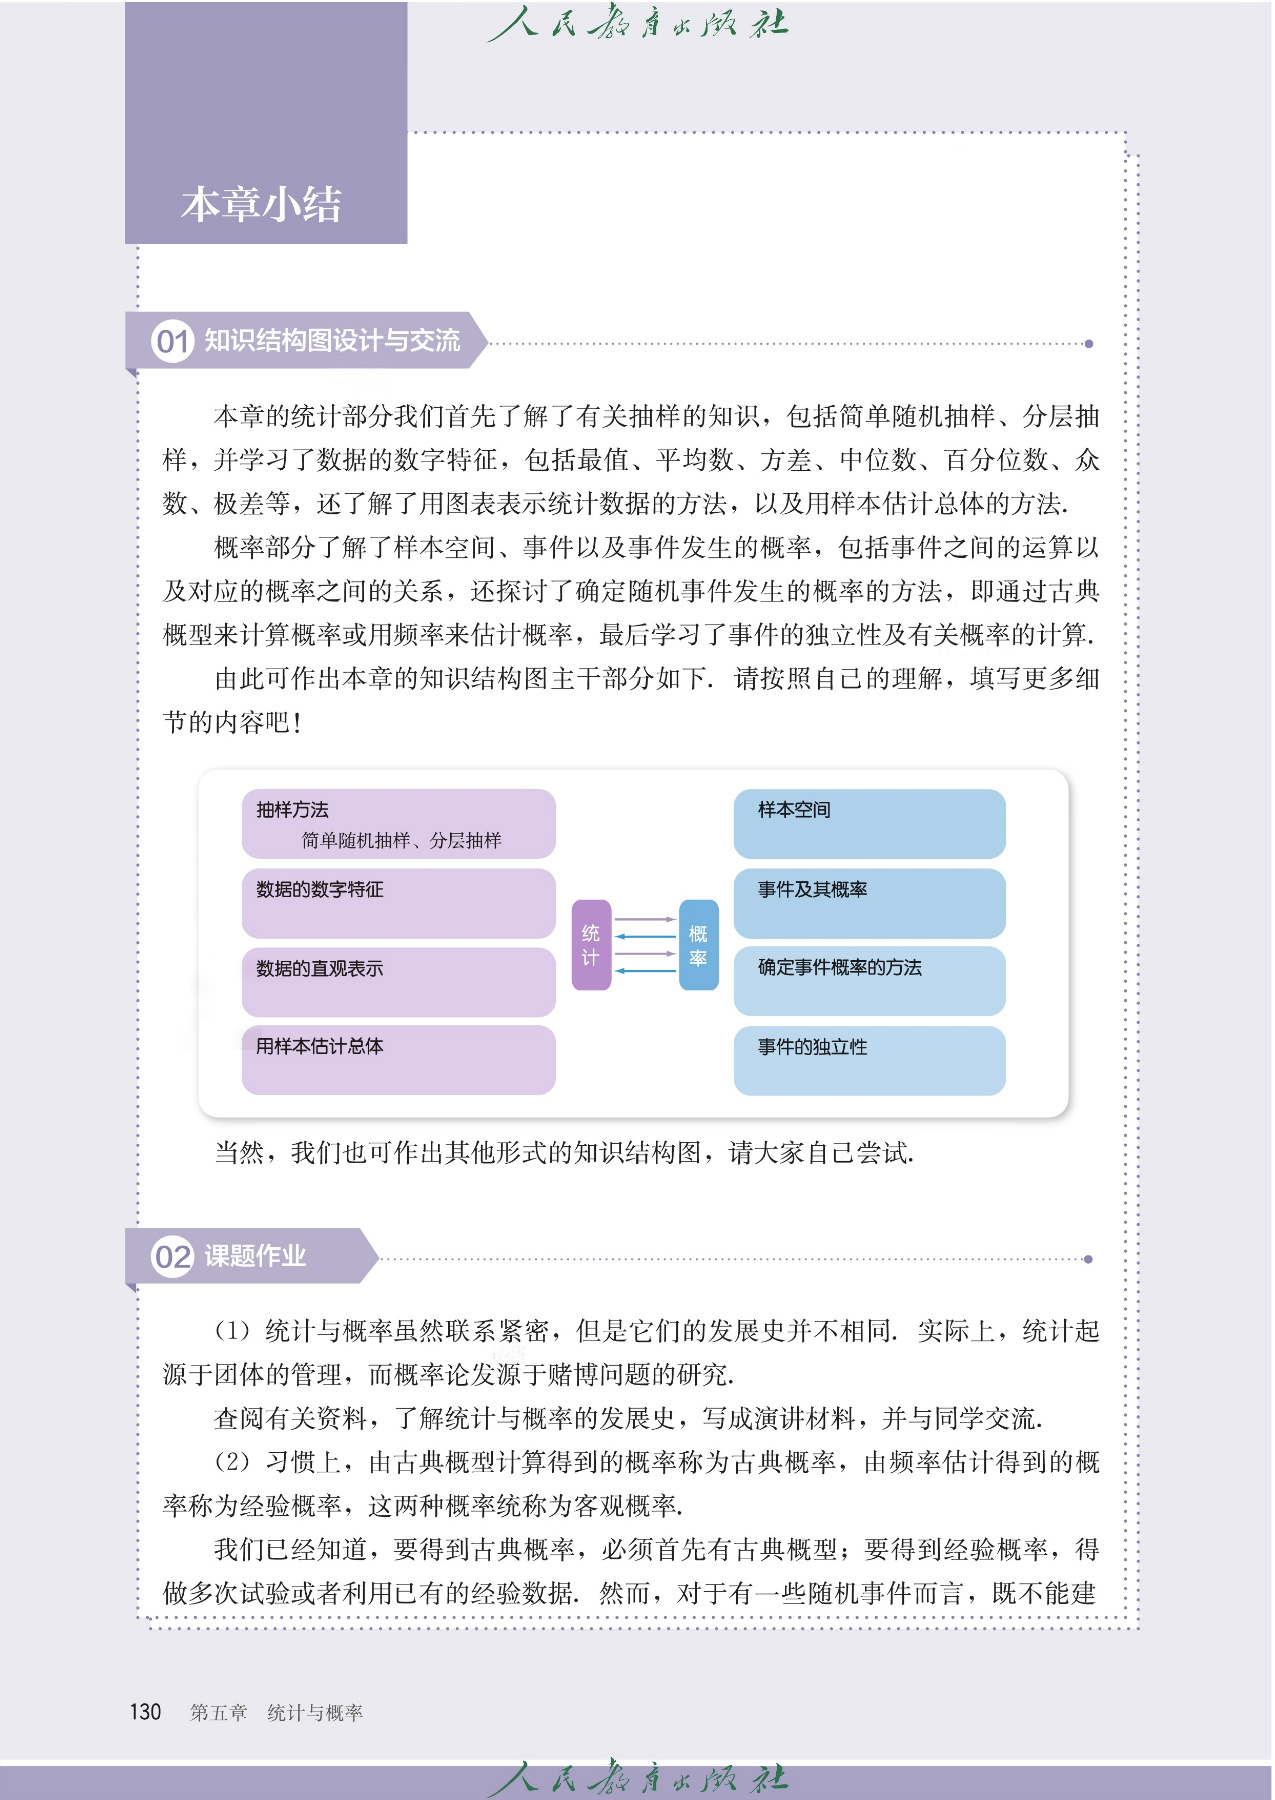 人民教育出版社
本章小结
01 知识结构图设计与交流
本章的统计部分我们首先了解了有关抽样的知识，包括简单随机抽样、分层抽
样，并学习了数据的数字特征，包括最值、平均数、方差、中位数、百分位数、众
数、极差等，还了解了用图表表示统计数据的方法，以及用样本估计总体的方法.
概率部分了解了样本空间、事件以及事件发生的概率，包括事件之间的运算以
及对应的概率之间的关系，还探讨了确定随机事件发生的概率的方法，即通过古典
概型来计算概率或用频率来估计概率，最后学习了事件的独立性及有关概率的计算.
由此可作出本章的知识结构图主干部分如下. 请按照自己的理解，填写更多细
节的内容吧！
抽样方法
简单随机抽样、分层抽样
数据的数字特征
数据的直观表示
用样本估计总体
统计
概率
样本空间
事件及其概率
确定事件概率的方法
事件的独立性
当然，我们也可作出其他形式的知识结构图，请大家自己尝试.
02 课题作业
（1）统计与概率虽然联系紧密，但是它们的发展史并不相同. 实际上，统计起
源于团体的管理，而概率论发源于赌博问题的研究.
查阅有关资料，了解统计与概率的发展史，写成演讲材料，并与同学交流.
（2）习惯上，由古典概型计算得到的概率称为古典概率，由频率估计得到的概
率称为经验概率，这两种概率统称为客观概率.
我们已经知道，要得到古典概率，必须首先有古典概型；要得到经验概率，得
做多次试验或者利用已有的经验数据. 然而，对于有一些随机事件而言，既不能建
130 第五章 统计与概率
人民教育出版社